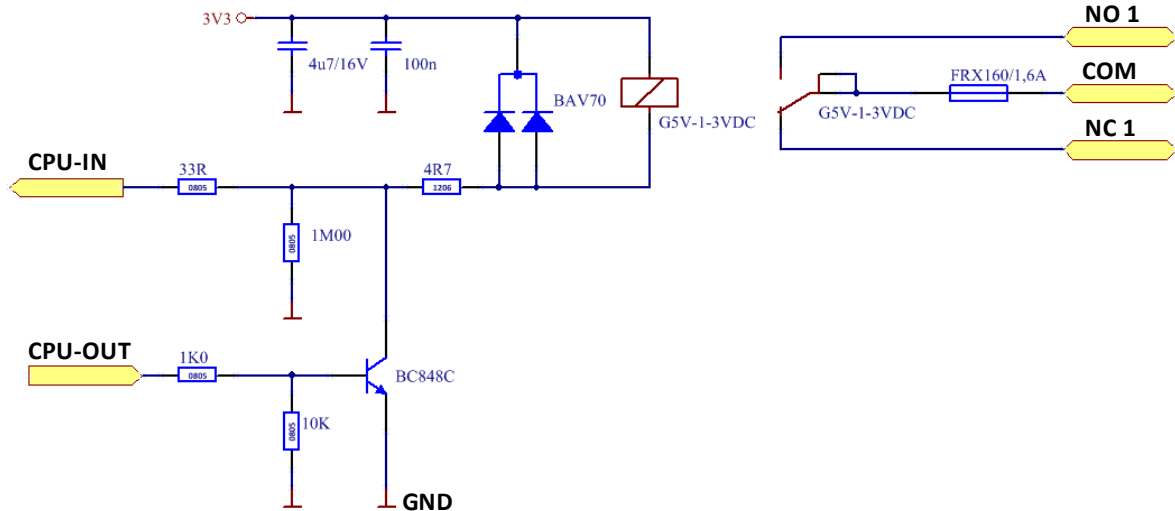 NO 1
3V3
COM
4u7/16V
100n
FRX160/1,6A
BAV70
G5V-1-3VDC
G5V-1-3VDC
NC 1
CPU-IN
33R
0805
4R7
1206
0805
1M00
CPU-OUT
1K0
0805
BC848C
0805
10K
GND